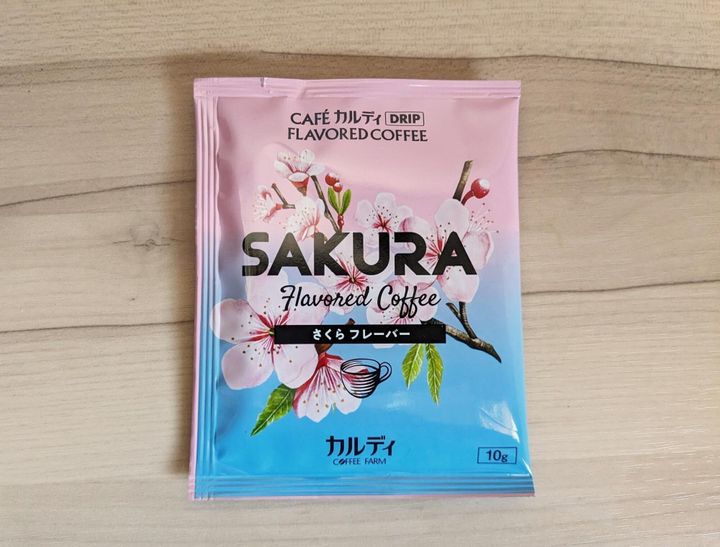 CAFÉ カルディ DRIP
FLAVORED COFFEE
SAKURA
Flavored Coffee
さくら フレーバー
カルディ
COFFEE FARM
10g